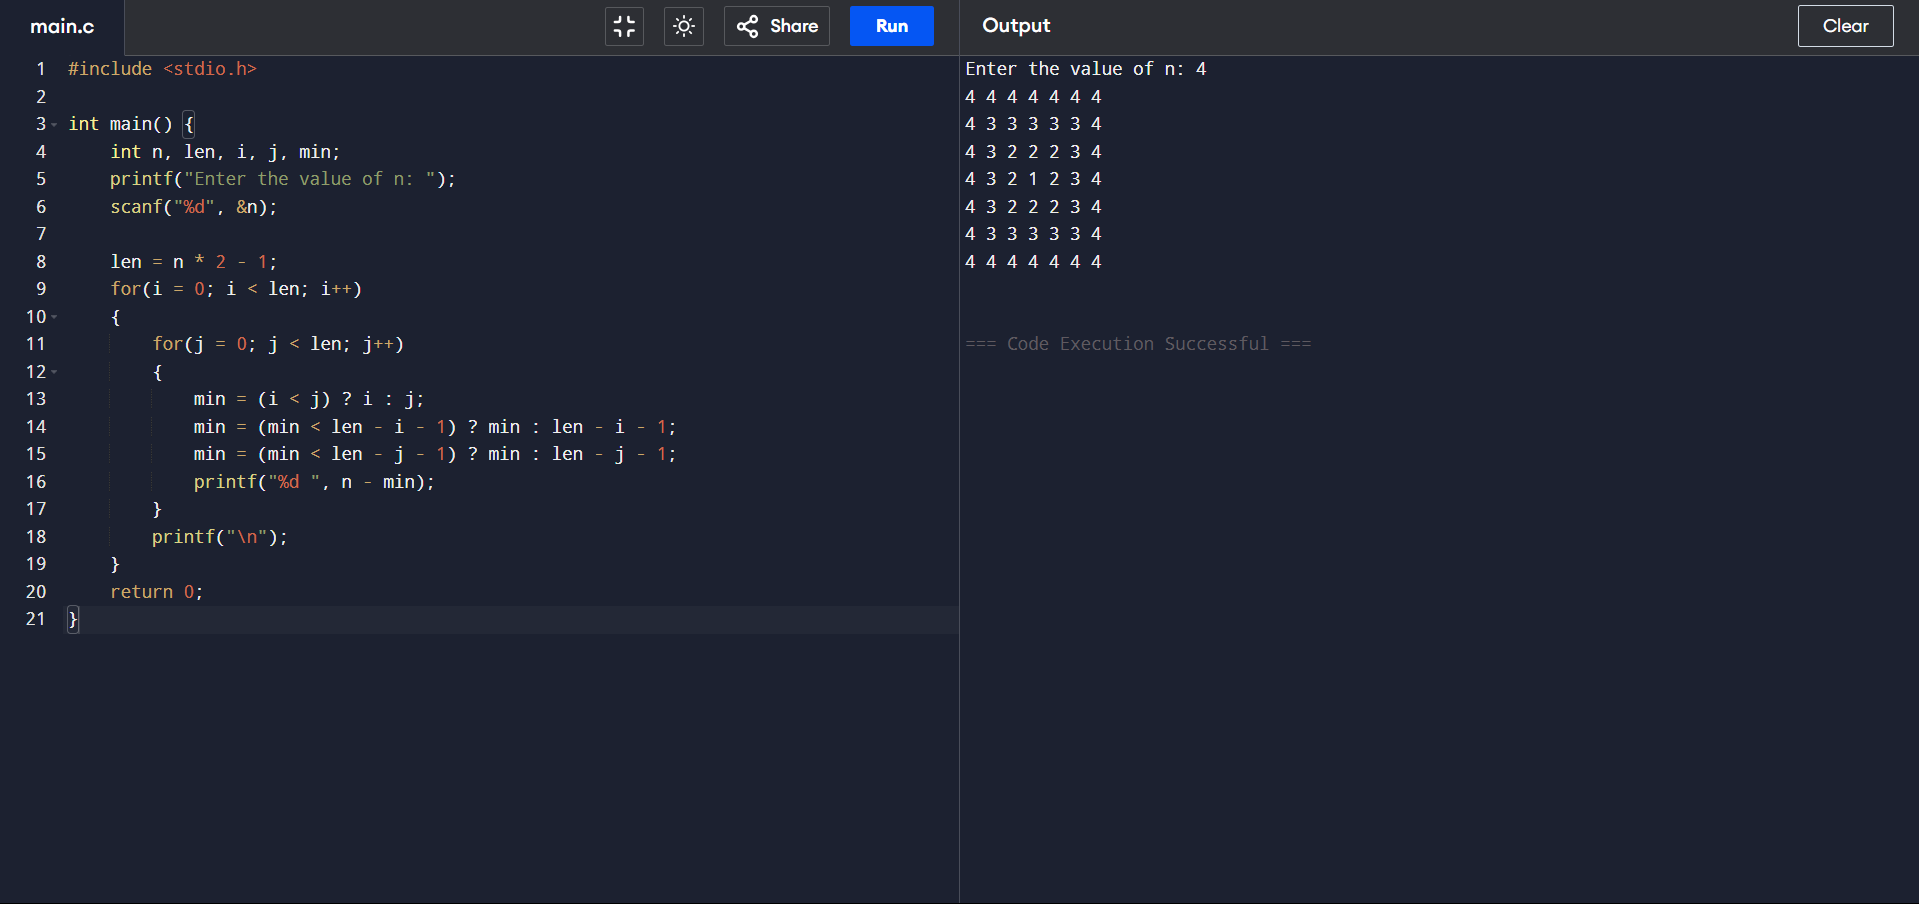 main.c Share Run
1 #include <stdio.h>
2
3 int main() {
4     int n, len, i, j, min;
5     printf("Enter the value of n: ");
6     scanf("%d", &n);
7
8     len = n * 2 - 1;
9     for(i = 0; i < len; i++)
10     {
11         for(j = 0; j < len; j++)
12         {
13             min = (i < j) ? i : j;
14             min = (min < len - i - 1) ? min : len - i - 1;
15             min = (min < len - j - 1) ? min : len - j - 1;
16             printf("%d ", n - min);
17         }
18         printf("\n");
19     }
20     return 0;
21 }
Output Clear
Enter the value of n: 4
4 4 4 4 4 4 4
4 3 3 3 3 3 4
4 3 2 2 2 3 4
4 3 2 1 2 3 4
4 3 2 2 2 3 4
4 3 3 3 3 3 4
4 4 4 4 4 4 4
=== Code Execution Successful ===